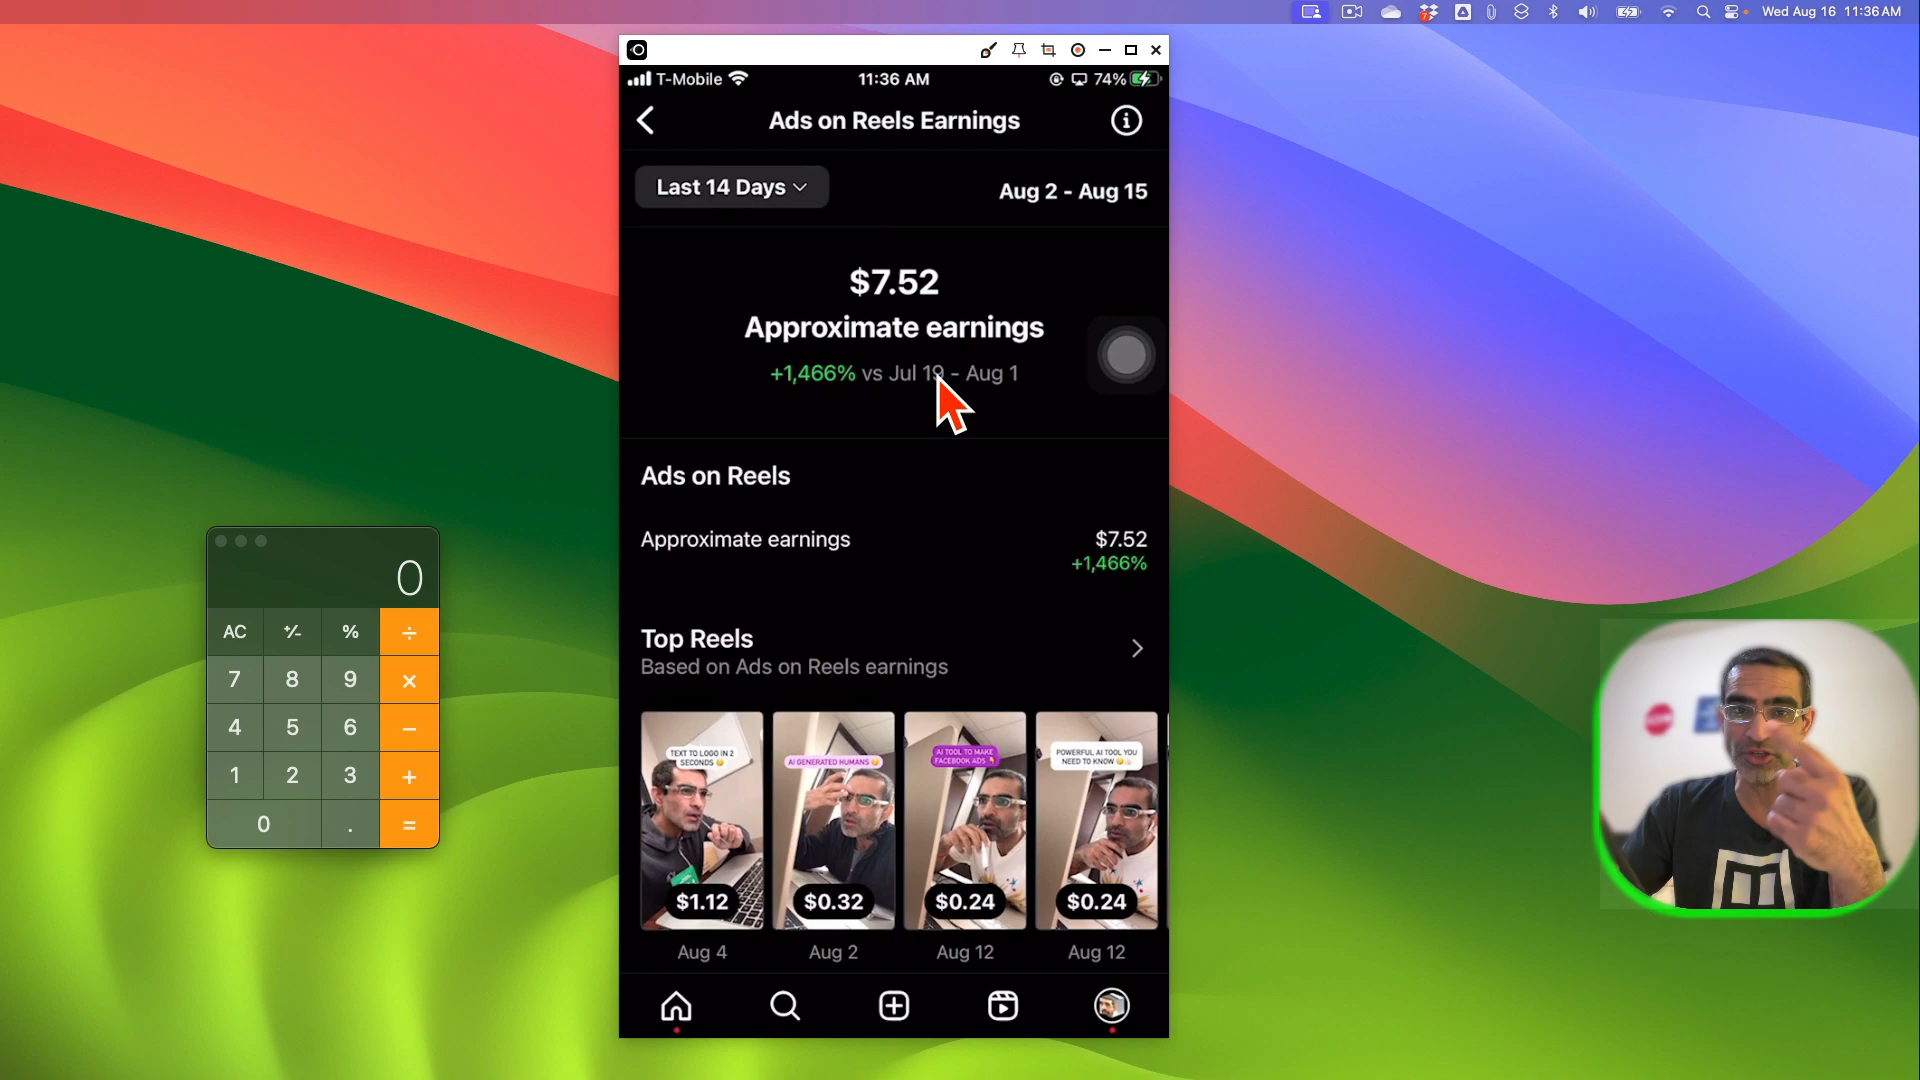 Wed Aug 16 11:36 AM
T-Mobile 11:36 AM 74%
Ads on Reels Earnings
Last 14 Days
Aug 2 - Aug 15
$7.52
Approximate earnings
+1,466% vs Jul 19 - Aug 1
Ads on Reels
Approximate earnings $7.52
+1,466%
Top Reels
Based on Ads on Reels earnings
TEXT TO LOGO IN 2
SECONDS
$1.12
Aug 4
AI GENERATED HUMANS
$0.32
Aug 2
AI TOOL TO MAKE
FACEBOOK ADS
$0.24
Aug 12
POWERFUL AI TOOL YOU
NEED TO KNOW
$0.24
Aug 12
0
AC +/- % ÷
7 8 9 ×
4 5 6 −
1 2 3 +
0 . =